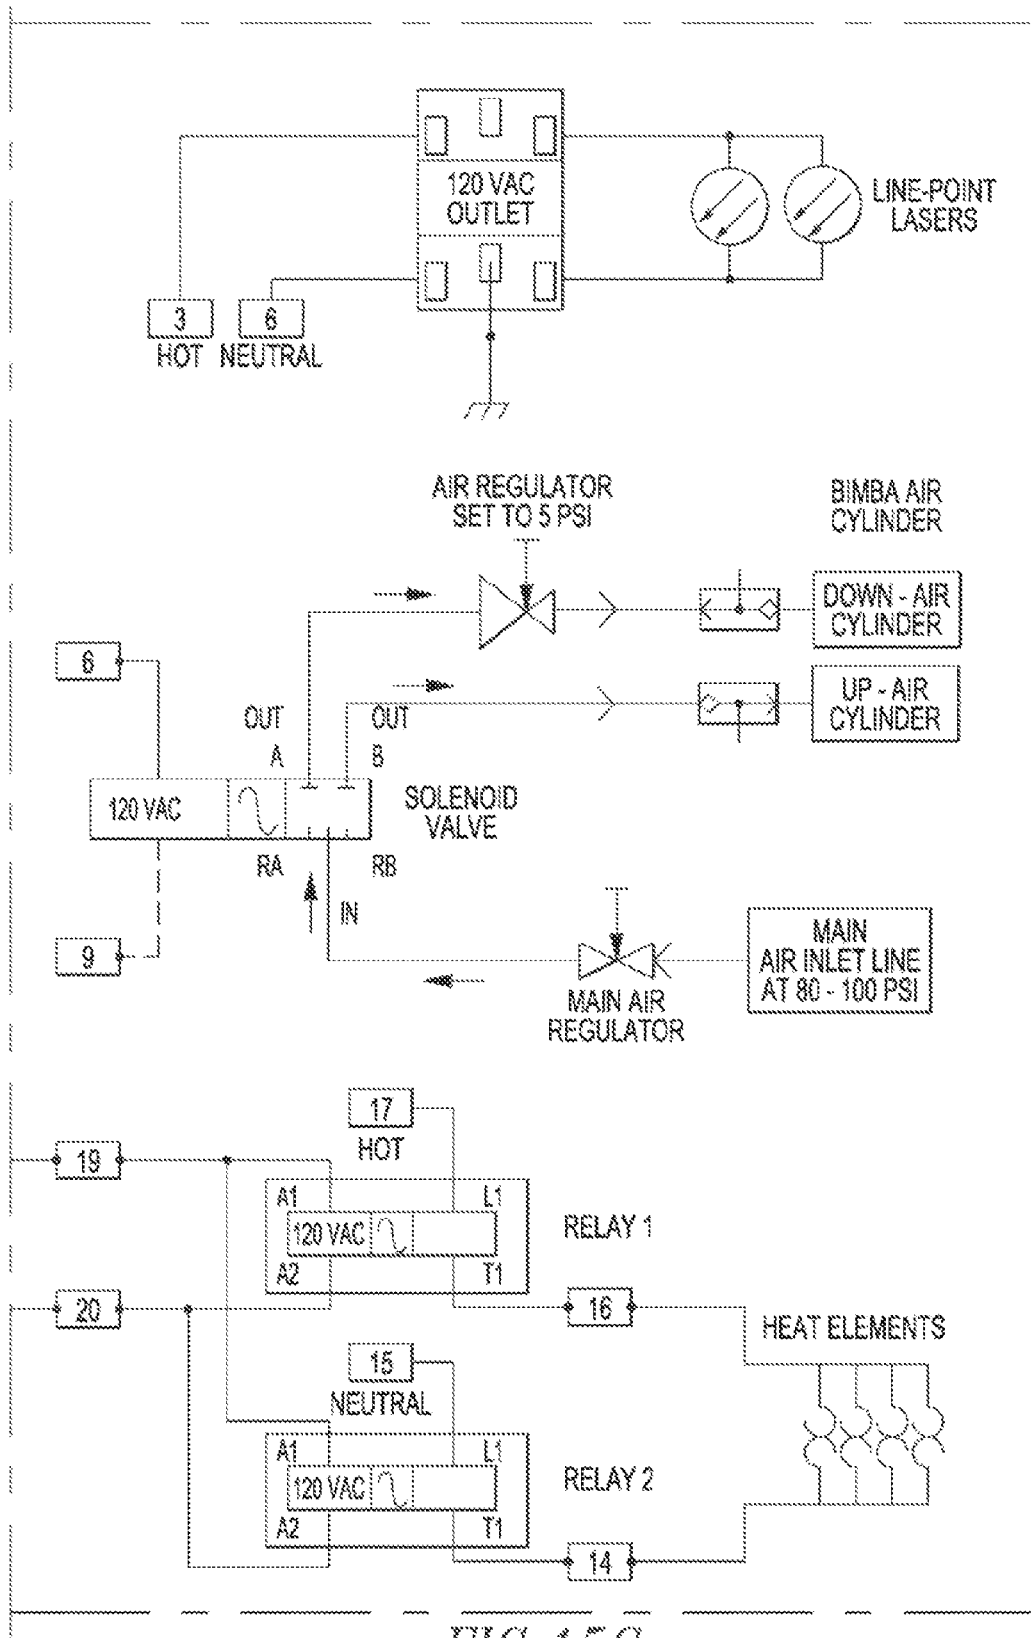 120 VAC
OUTLET
LINE-POINT
LASERS
3
HOT
6
NEUTRAL
AIR REGULATOR
SET TO 5 PSI
BIMBA AIR
CYLINDER
DOWN - AIR
CYLINDER
6
OUT
A
OUT
B
UP - AIR
CYLINDER
120 VAC
SOLENOID
VALVE
RA
RB
IN
9
MAIN
AIR INLET LINE
AT 80 - 100 PSI
MAIN AIR
REGULATOR
17
HOT
19
A1
L1
120 VAC
RELAY 1
A2
T1
20
16
HEAT ELEMENTS
15
NEUTRAL
A1
L1
120 VAC
RELAY 2
A2
T1
14